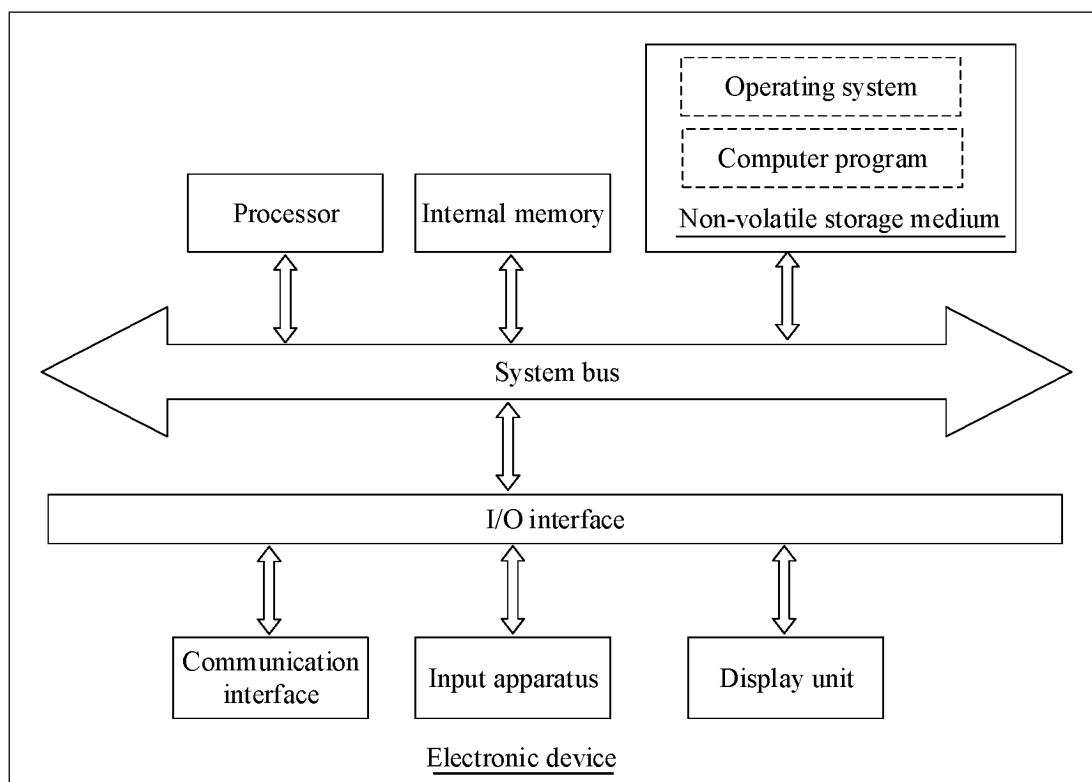 Operating system
Computer program
Non-volatile storage medium
Processor
Internal memory
System bus
I/O interface
Communication
interface
Input apparatus
Display unit
Electronic device